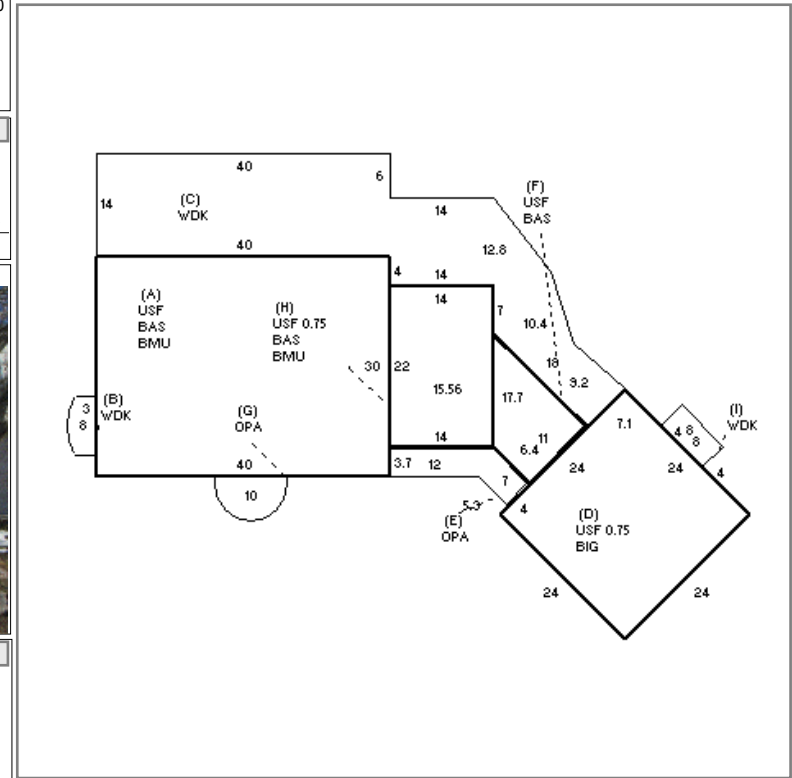 40
6
14
(C)
WDK
14
(F)
USF
BAS
40
12.8
4 14
14
(A)
USF
BAS
BMU
(H)
USF 0.75
BAS
BMU
7
10.4
18
30 22
9.2
15.56
17.7
3
8
(B)
WDK
(G)
OPA
7.1
4 8
8
(I)
WDK
14
11
6.4
40
3.7 12
24
24
4
10
7
5.3
4
(E)
OPA
(D)
USF 0.75
BIG
24
24